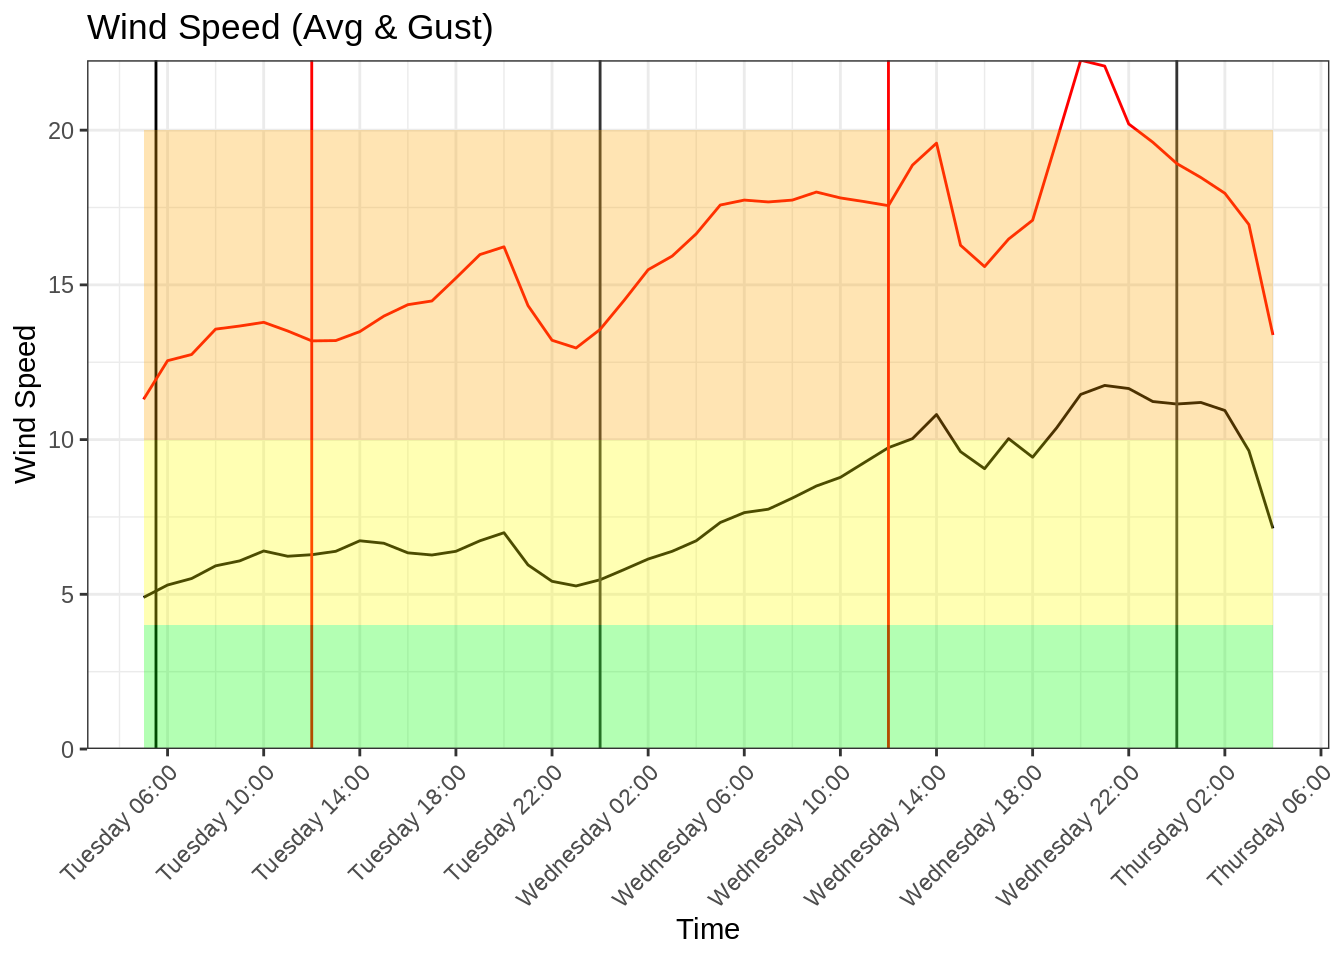 Wind Speed (Avg & Gust)
Wind Speed
20
15
10
5
0
Tuesday 06:00
Tuesday 10:00
Tuesday 14:00
Tuesday 18:00
Tuesday 22:00
Wednesday 02:00
Wednesday 06:00
Wednesday 10:00
Wednesday 14:00
Wednesday 18:00
Wednesday 22:00
Thursday 02:00
Thursday 06:00
Time